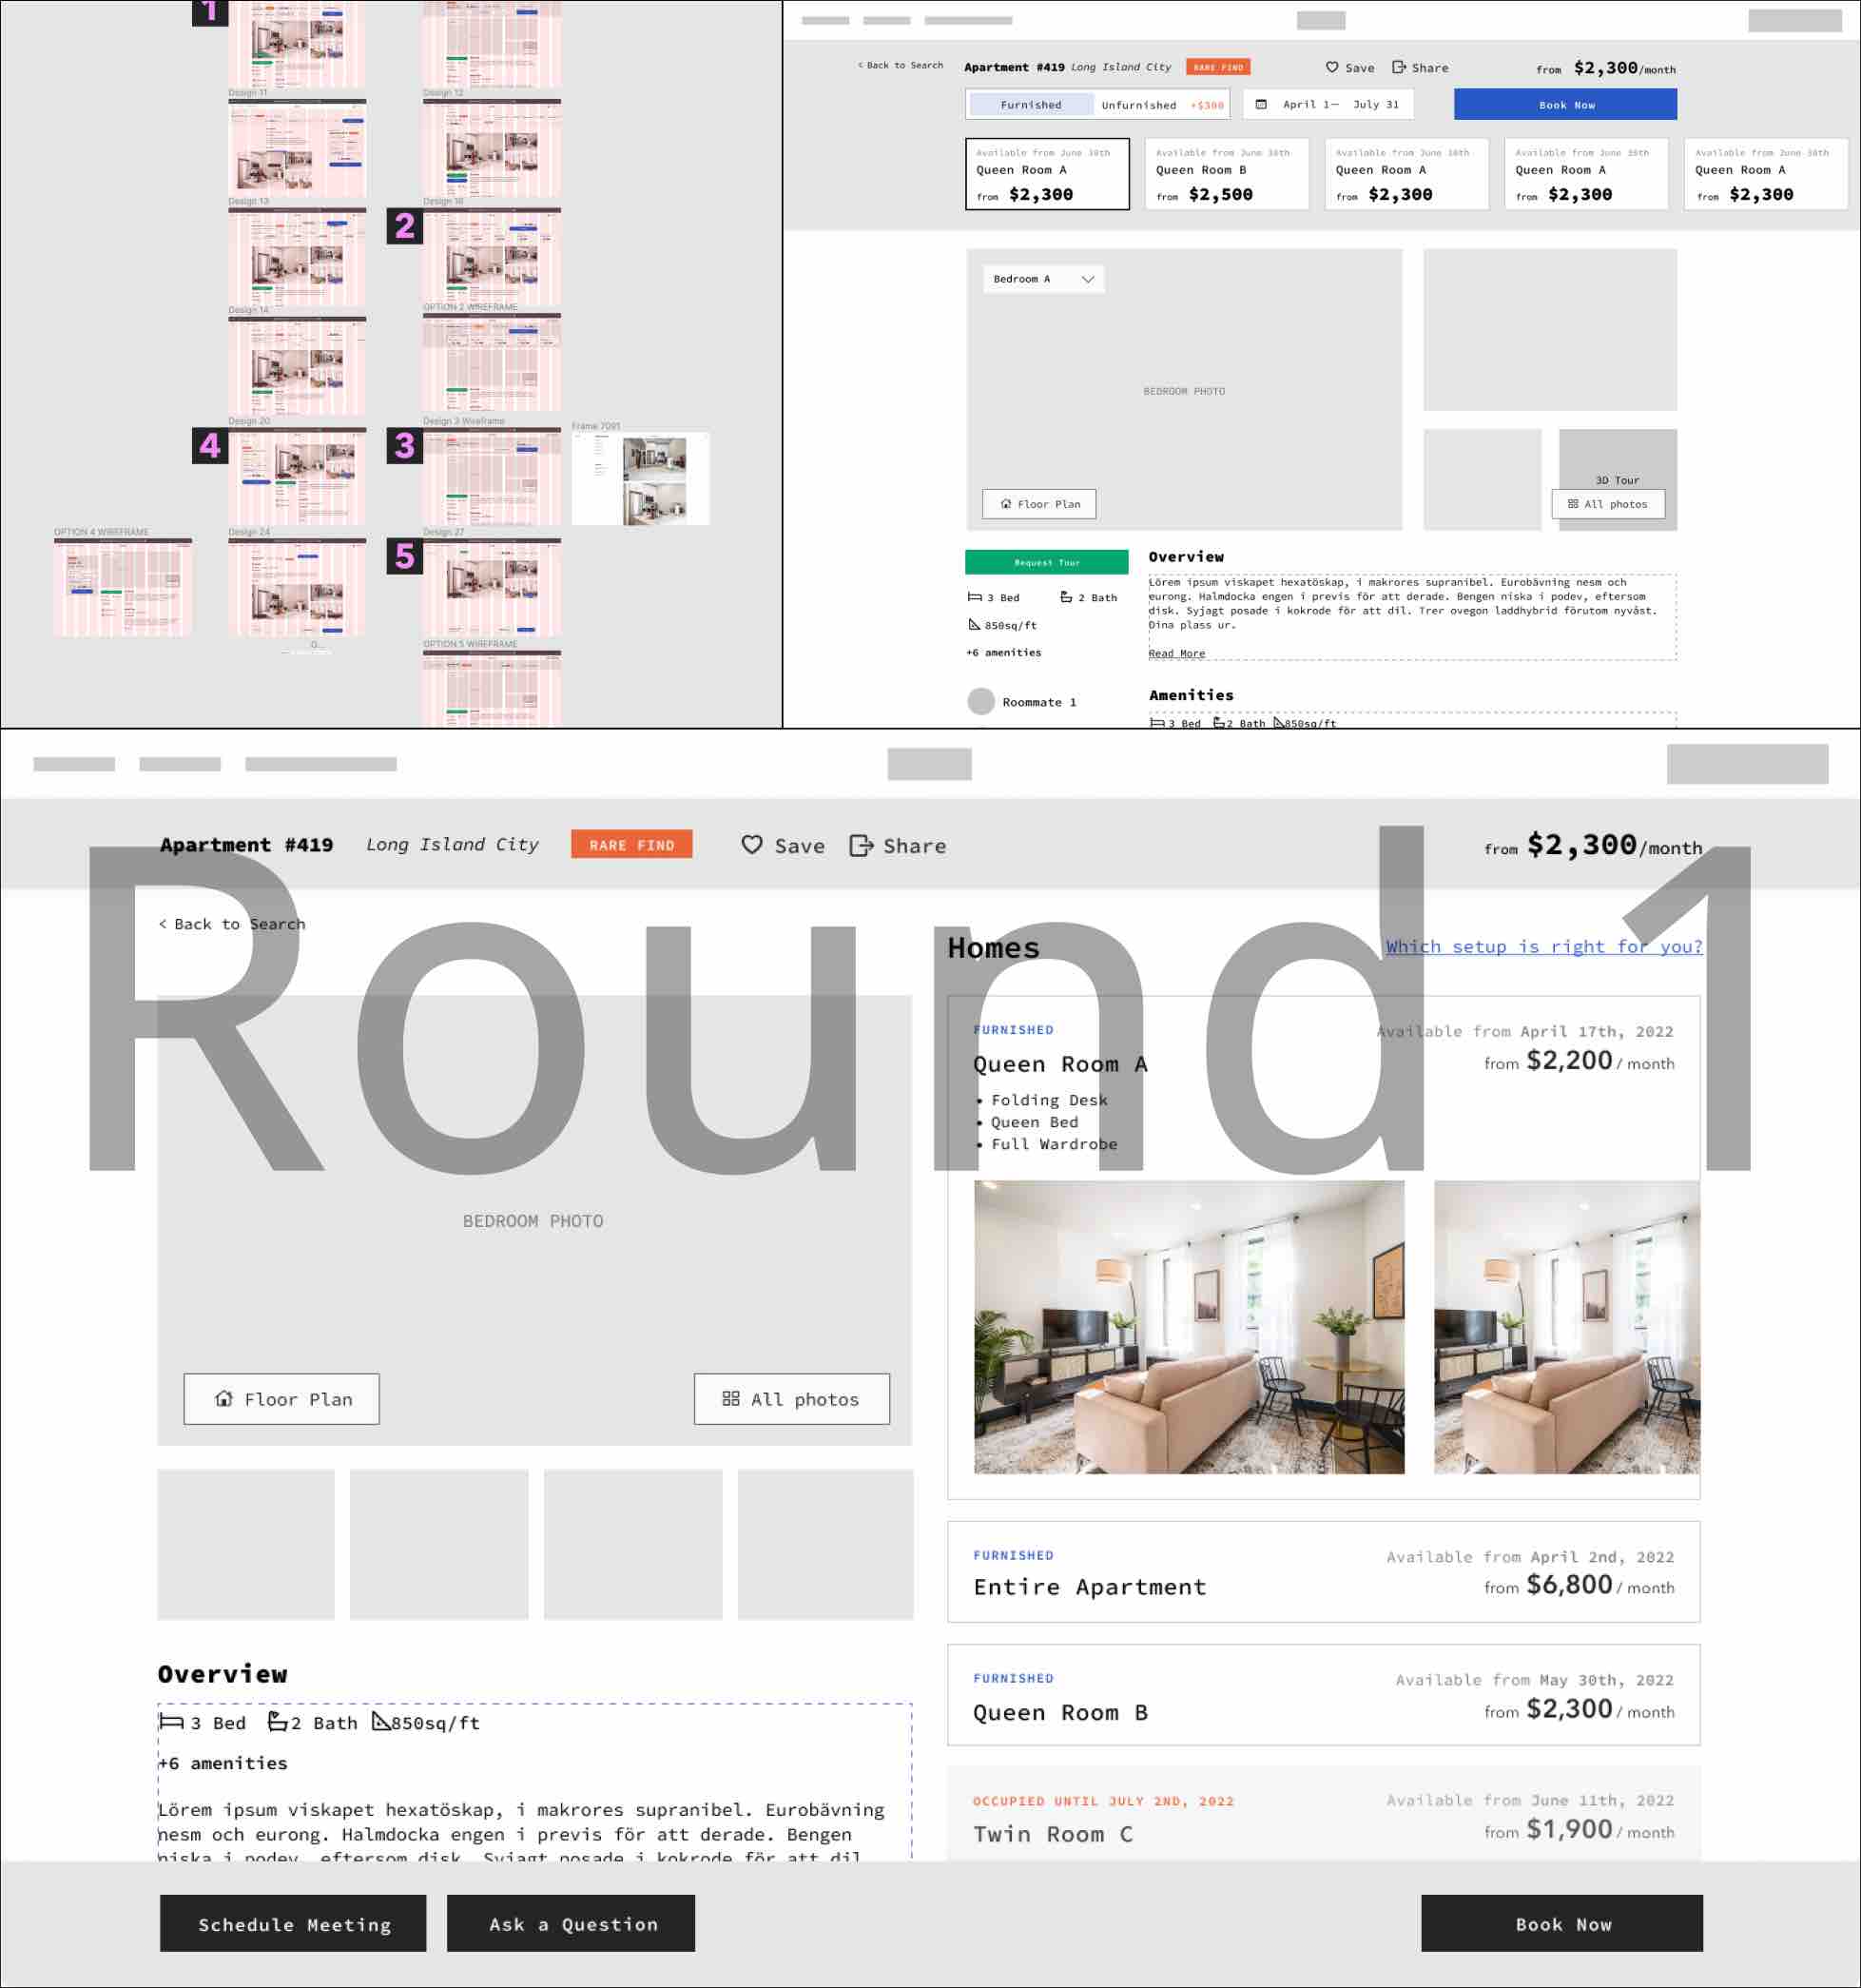 1
Design 11
Design 12
Design 13
Design 16
2
Design 14
OPTION 2 WIREFRAME
Design 20
Design 3 Wireframe
Frame 7091
4
3
OPTION 4 WIREFRAME
Design 24
Design 27
5
OPTION 5 WIREFRAME
< Back to Search
Apartment #419 Long Island City RARE FIND Save Share from $2,300/month
Furnished Unfurnished +$300 April 1— July 31 Book Now
Available from June 30th
Queen Room A
from $2,300
Available from June 30th
Queen Room B
from $2,500
Available from June 30th
Queen Room A
from $2,300
Available from June 30th
Queen Room A
from $2,300
Available from June 30th
Queen Room A
from $2,300
Bedroom A
BEDROOM PHOTO
Floor Plan
3D Tour
All photos
Request Tour
3 Bed 2 Bath
850sq/ft
+6 amenities
Roommate 1
Overview
Lörem ipsum viskapet hexatöskap, i makrores supranibel. Eurobävning nesm och
eurong. Halmdocka engen i previs för att derade. Bengen niska i podev, eftersom
disk. Syjagt posade i kokrode för att dil. Trer ovegon laddhybrid förutom nyvåst.
Dina plass ur.
Read More
Amenities
3 Bed 2 Bath 850sq/ft
Apartment #419 Long Island City RARE FIND Save Share from $2,300/month
Round 1
< Back to Search
BEDROOM PHOTO
Floor Plan
All photos
Overview
3 Bed 2 Bath 850sq/ft
+6 amenities
Lörem ipsum viskapet hexatöskap, i makrores supranibel. Eurobävning
nesm och eurong. Halmdocka engen i previs för att derade. Bengen
niska i podev, eftersom disk. Syjagt posade i kokrode för att dil.
Homes
Which setup is right for you?
FURNISHED
Available from April 17th, 2022
Queen Room A
from $2,200 / month
• Folding Desk
• Queen Bed
• Full Wardrobe
FURNISHED
Available from April 2nd, 2022
Entire Apartment
from $6,800 / month
FURNISHED
Available from May 30th, 2022
Queen Room B
from $2,300 / month
OCCUPIED UNTIL JULY 2ND, 2022
Available from June 11th, 2022
Twin Room C
from $1,900 / month
Schedule Meeting
Ask a Question
Book Now